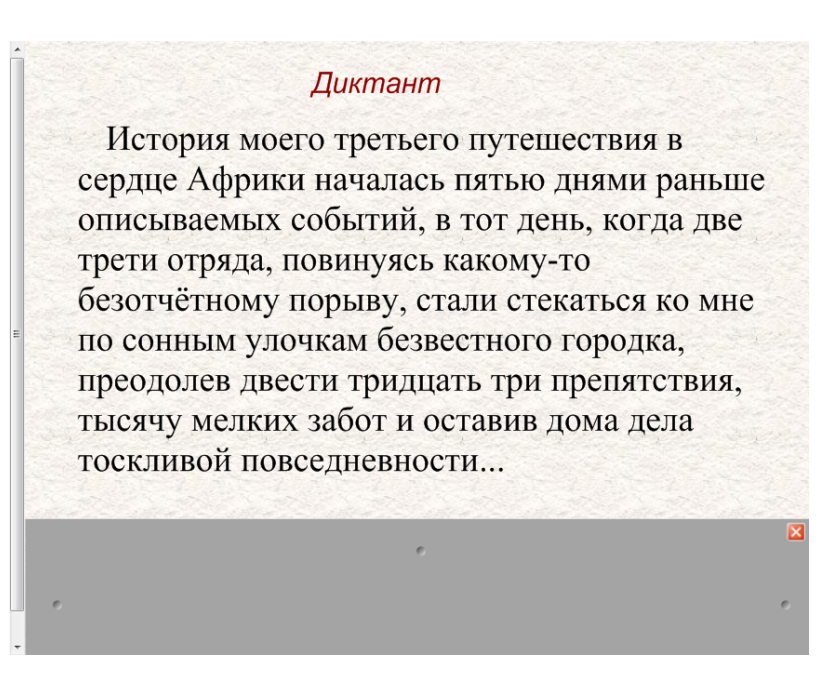 Диктант
История моего третьего путешествия в
сердце Африки началась пятью днями раньше
описываемых событий, в тот день, когда две
трети отряда, повинуясь какому-то
безотчётному порыву, стали стекаться ко мне
по сонным улочкам безвестного городка,
преодолев двести тридцать три препятствия,
тысячу мелких забот и оставив дома дела
тоскливой повседневности...